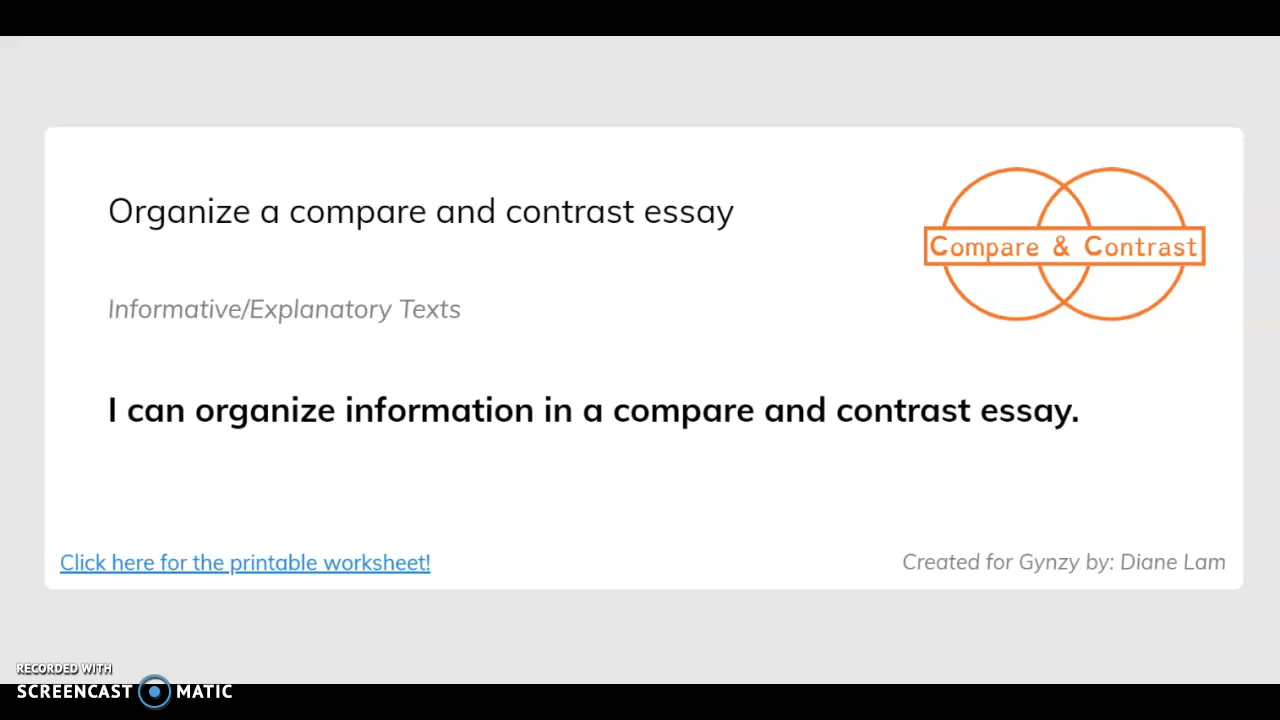 Organize a compare and contrast essay
Compare & Contrast
Informative/Explanatory Texts
I can organize information in a compare and contrast essay.
Click here for the printable worksheet!
Created for Gynzy by: Diane Lam
RECORDED WITH
SCREENCAST MATIC